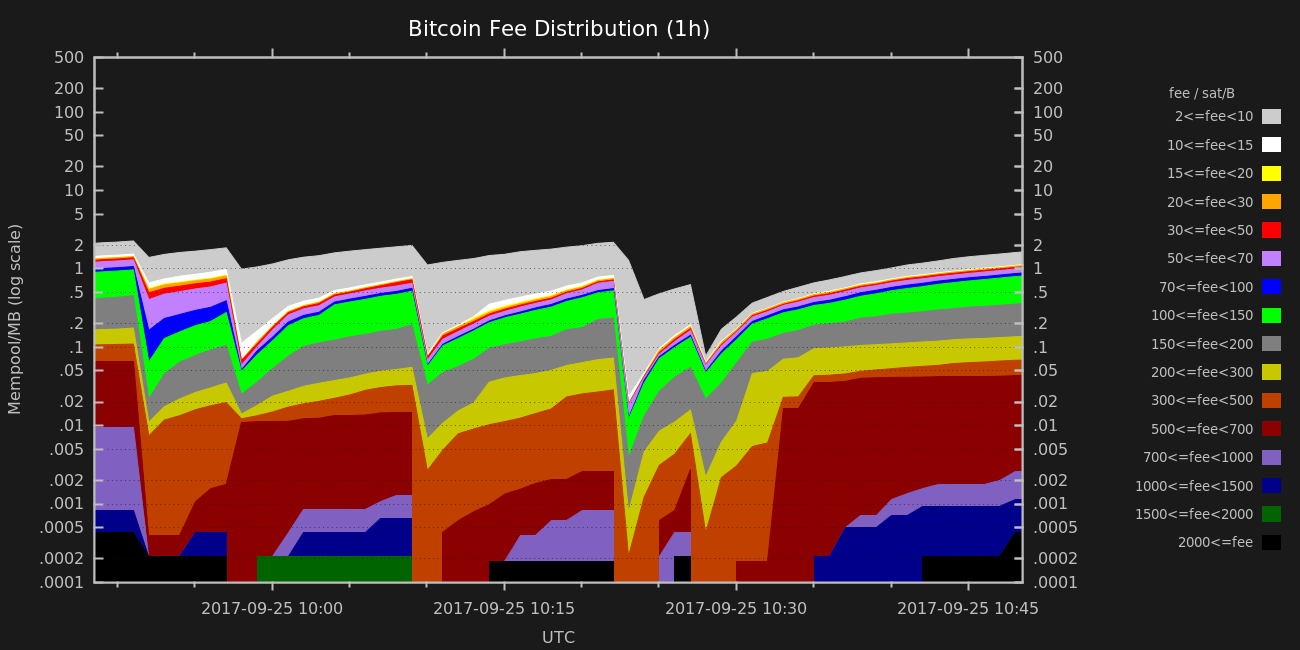 Bitcoin Fee Distribution (1h)
Mempool/MB (log scale)
500
200
100
50
20
10
5
2
1
.5
.2
.1
.05
.02
.01
.005
.002
.001
.0005
.0002
.0001
500
200
100
50
20
10
5
2
1
.5
.2
.1
.05
.02
.01
.005
.002
.001
.0005
.0002
.0001
2017-09-25 10:00
2017-09-25 10:15
2017-09-25 10:30
2017-09-25 10:45
UTC
fee / sat/B
2<=fee<10
10<=fee<15
15<=fee<20
20<=fee<30
30<=fee<50
50<=fee<70
70<=fee<100
100<=fee<150
150<=fee<200
200<=fee<300
300<=fee<500
500<=fee<700
700<=fee<1000
1000<=fee<1500
1500<=fee<2000
2000<=fee